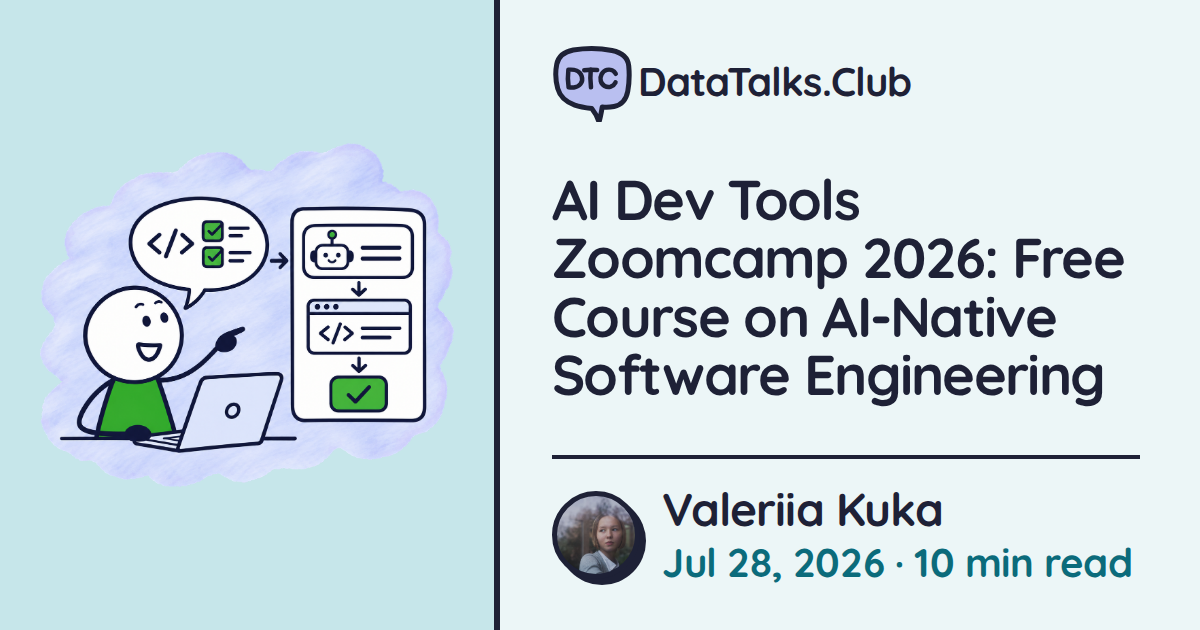 DTC DataTalks.Club
AI Dev Tools
Zoomcamp 2026: Free
Course on AI-Native
Software Engineering
Valeriia Kuka
Jul 28, 2026 · 10 min read
</> 
</>